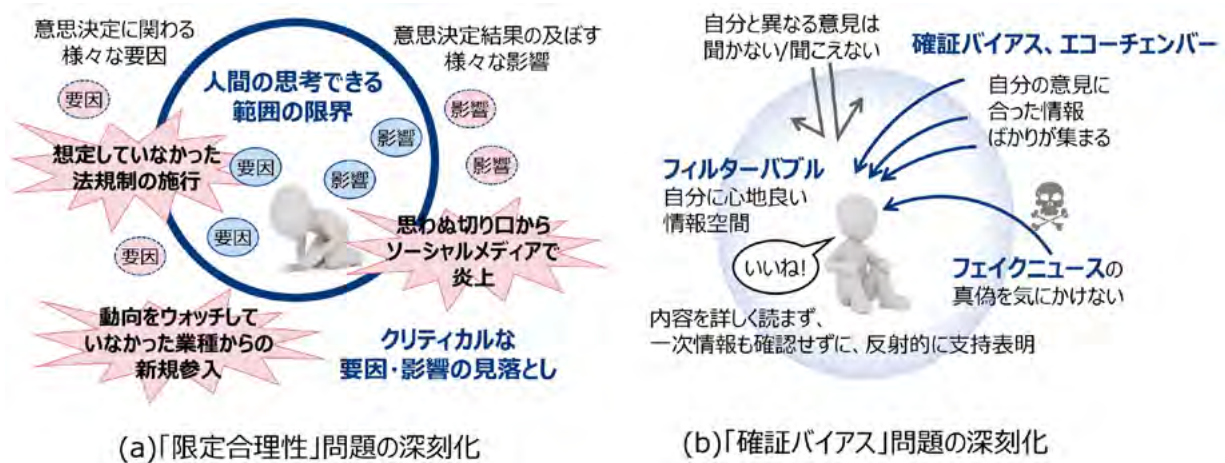 意思決定に関わる
様々な要因
意思決定結果の及ぼす
様々な影響
人間の思考できる
範囲の限界
要因
影響
影響
想定していなかった
法規制の施行
要因
影響
影響
要因
要因
思わぬ切り口から
ソーシャルメディアで
炎上
動向をウォッチして
いなかった業種からの
新規参入
クリティカルな
要因・影響の見落とし
(a)「限定合理性」問題の深刻化
自分と異なる意見は
聞かない/聞こえない
確証バイアス、エコーチェンバー
自分の意見に
合った情報
ばかりが集まる
フィルターバブル
自分に心地良い
情報空間
いいね!
フェイクニュースの
真偽を気にかけない
内容を詳しく読まず、
一次情報も確認せずに、反射的に支持表明
(b)「確証バイアス」問題の深刻化